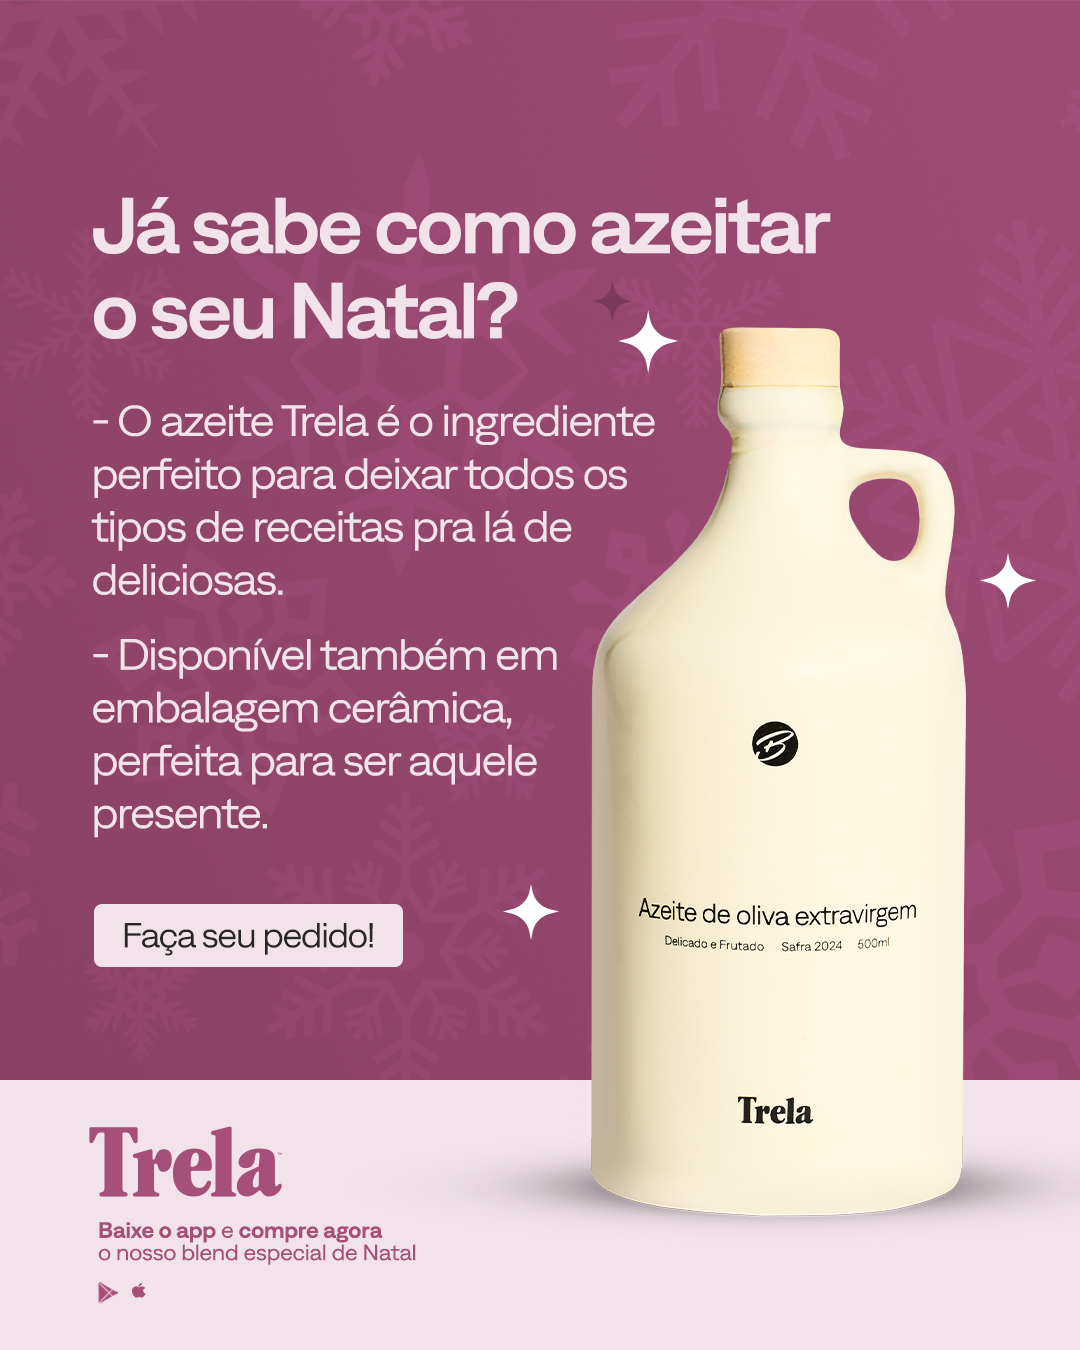 Já sabe como azeitar
o seu Natal?
- O azeite Trela é o ingrediente
perfeito para deixar todos os
tipos de receitas pra lá de
deliciosas.
- Disponível também em
embalagem cerâmica,
perfeita para ser aquele
presente.
Faça seu pedido!
B
Azeite de oliva extravirgem
Delicado e Frutado Safra 2024 500ml
Trela
Trela™
Baixe o app e compre agora
o nosso blend especial de Natal